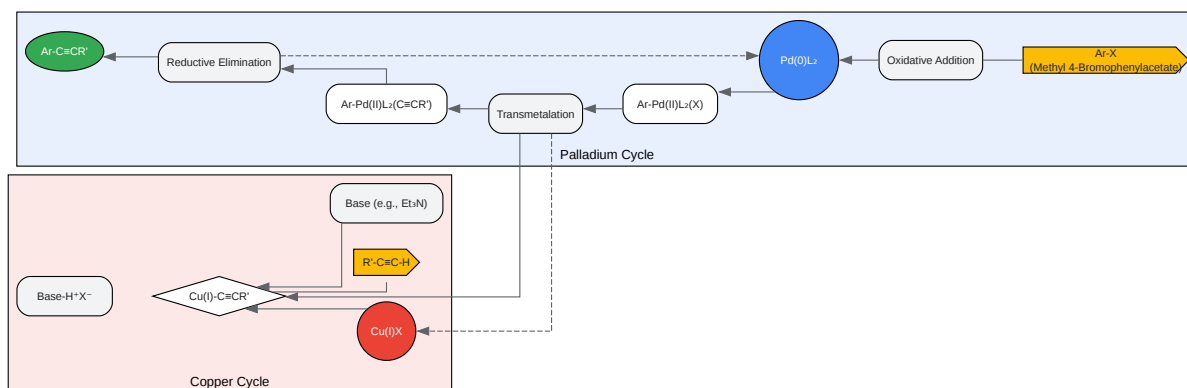 Ar-C≡CR'
Reductive Elimination
Pd(0)L₂
Oxidative Addition
Ar-X
(Methyl 4-Bromophenylacetate)
Ar-Pd(II)L₂(C≡CR')
Transmetalation
Ar-Pd(II)L₂(X)
Palladium Cycle
Base (e.g., Et₃N)
R'-C≡C-H
Base-H⁺X⁻
Cu(I)-C≡CR'
Cu(I)X
Copper Cycle